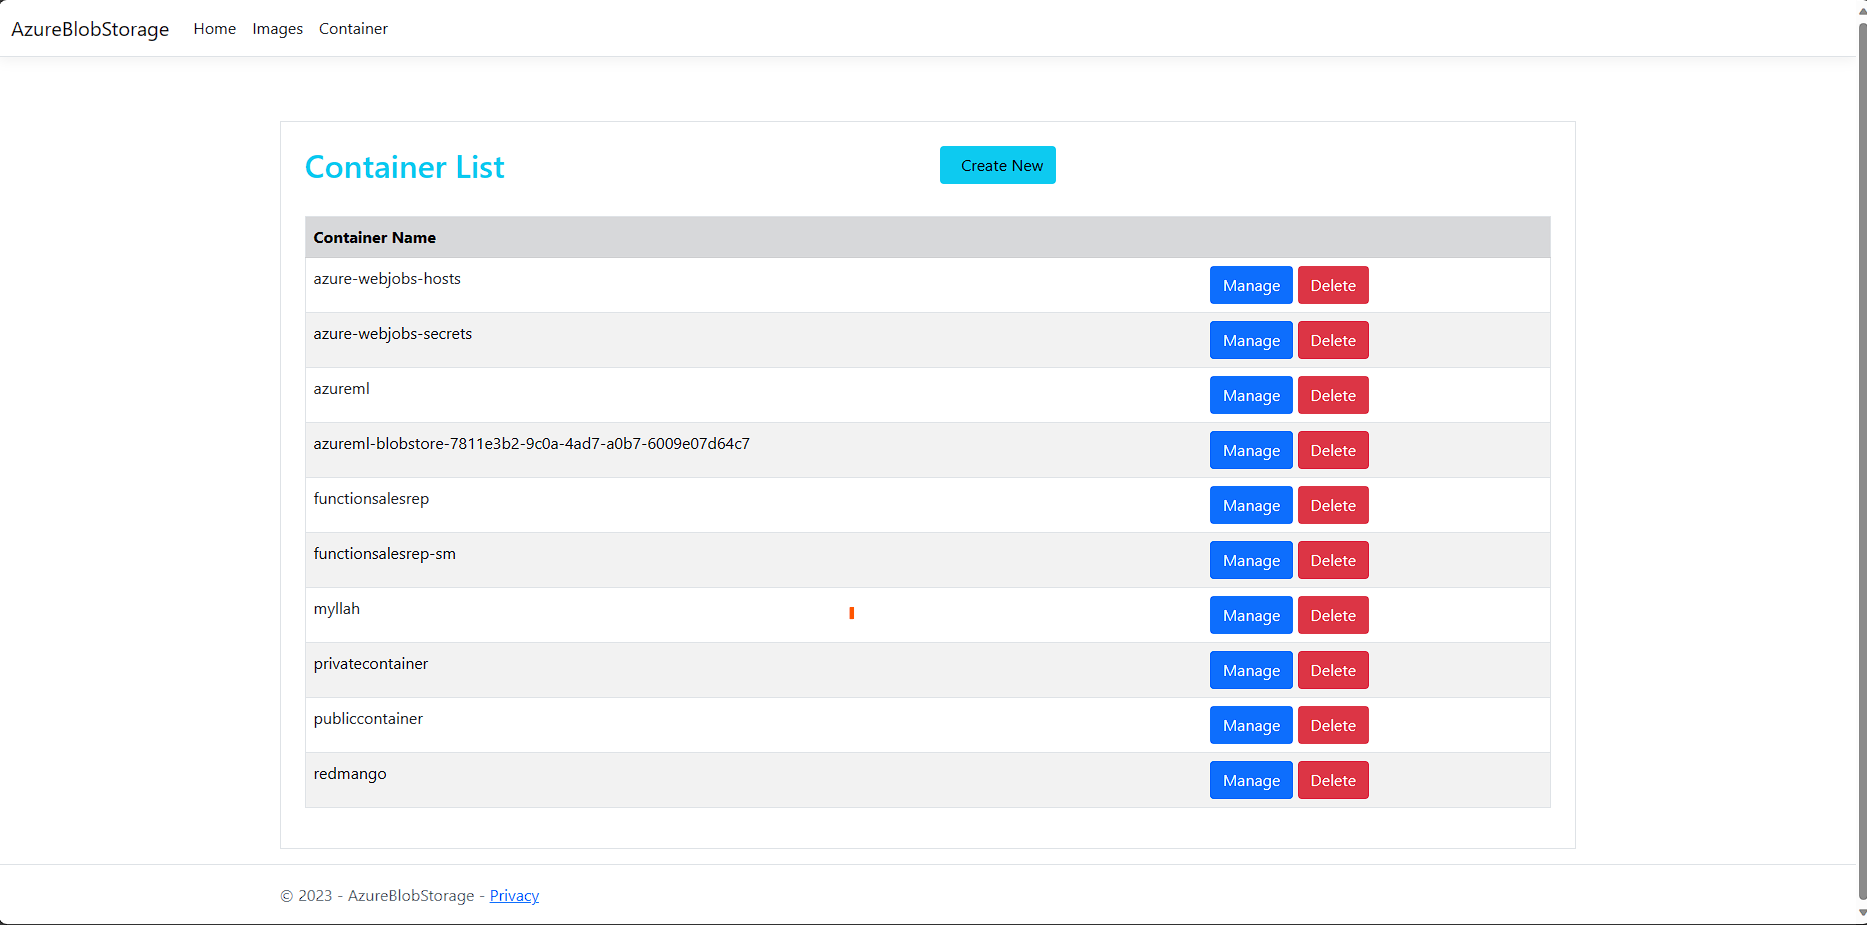 AzureBlobStorage Home Images Container
Container List Create New
Container Name
azure-webjobs-hosts Manage Delete
azure-webjobs-secrets Manage Delete
azureml Manage Delete
azureml-blobstore-7811e3b2-9c0a-4ad7-a0b7-6009e07d64c7 Manage Delete
functionsalesrep Manage Delete
functionsalesrep-sm Manage Delete
myllah Manage Delete
privatecontainer Manage Delete
publiccontainer Manage Delete
redmango Manage Delete
© 2023 - AzureBlobStorage - Privacy